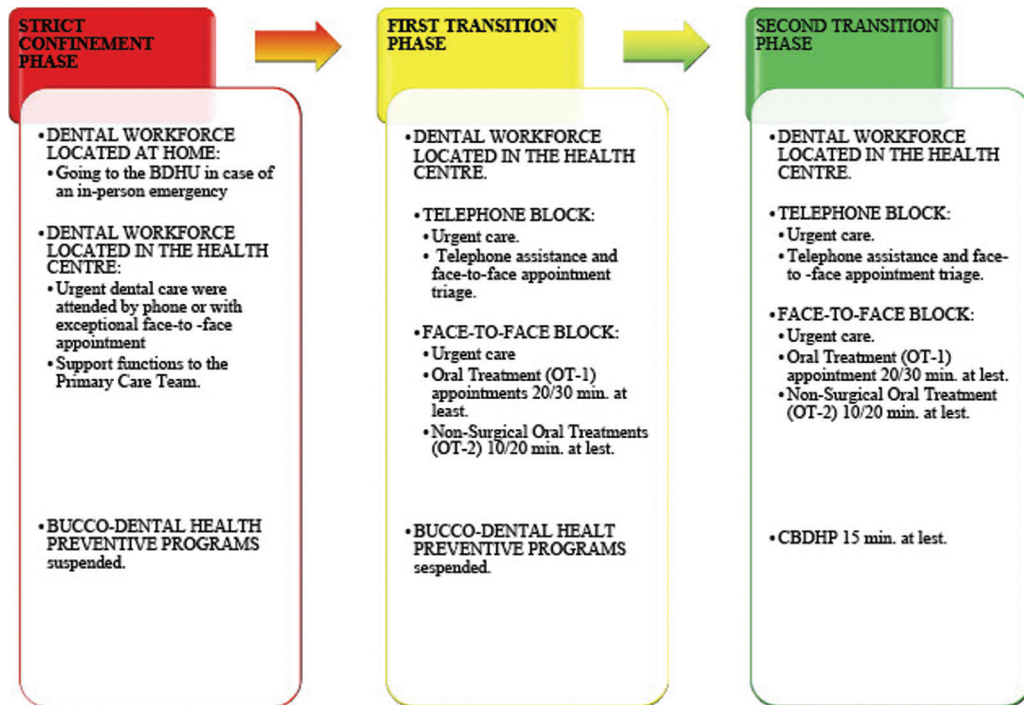 STRICT
CONFINEMENT
PHASE
• DENTAL WORKFORCE
LOCATED AT HOME:
• Going to the BDHU in case of
an in-person emergency
• DENTAL WORKFORCE
LOCATED IN THE HEALTH
CENTRE:
• Urgent dental care were
attended by phone or with
exceptional face-to -face
appointment
• Support functions to the
Primary Care Team.
• BUCCO-DENTAL HEALTH
PREVENTIVE PROGRAMS
suspended.
FIRST TRANSITION
PHASE
• DENTAL WORKFORCE
LOCATED IN THE HEALTH
CENTRE.
• TELEPHONE BLOCK:
• Urgent care.
• Telephone assistance and
face-to-face appointment
triage.
• FACE-TO-FACE BLOCK:
• Urgent care
• Oral Treatment (OT-1)
appointments 20/30 min. at
least.
• Non-Surgical Oral Treatments
(OT-2) 10/20 min. at lest.
• BUCCO-DENTAL HEALT
PREVENTIVE PROGRAMS
sespended.
SECOND TRANSITION
PHASE
• DENTAL WORKFORCE
LOCATED IN THE HEALTH
CENTRE.
• TELEPHONE BLOCK:
• Urgent care.
• Telephone assistance and face-
to -face appointment triage.
• FACE-TO-FACE BLOCK:
• Urgent care.
• Oral Treatment (OT-1)
appointment 20/30 min. at lest.
• Non-Surgical Oral Treatment
(OT-2) 10/20 min. at lest.
• CBDHP 15 min. at lest.